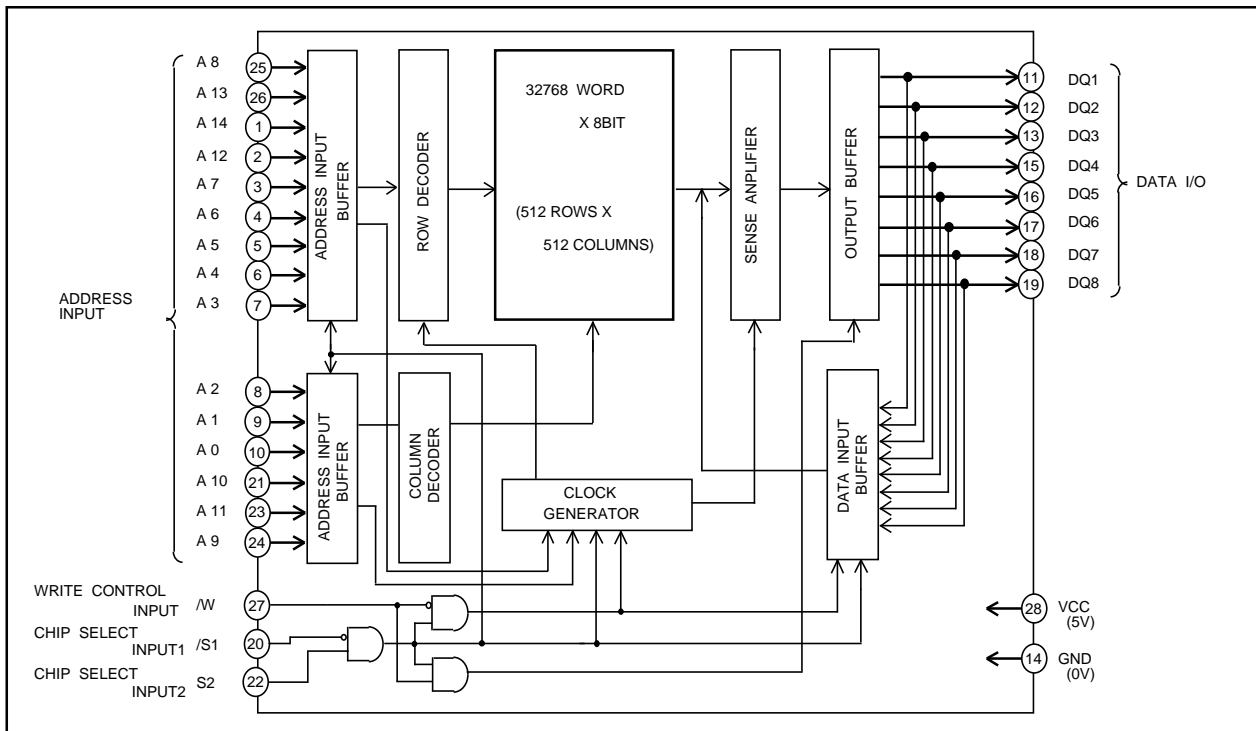 A 8
25
A 13
26
A 14
1
A 12
2
A 7
3
A 6
4
A 5
5
A 4
6
A 3
7
ADDRESS
INPUT
A 2
8
A 1
9
A 0
10
A 10
21
A 11
23
A 9
24
WRITE CONTROL
INPUT
/W
27
CHIP SELECT
INPUT1
/S1
20
CHIP SELECT
INPUT2
S2
22
ADDRESS INPUT
BUFFER
ROW DECODER
32768 WORD
X 8BIT
(512 ROWS X
512 COLUMNS)
SENSE ANPLIFIER
OUTPUT BUFFER
ADDRESS INPUT
BUFFER
COLUMN
DECODER
CLOCK
GENERATOR
DATA INPUT
BUFFER
11
DQ1
12
DQ2
13
DQ3
15
DQ4
16
DQ5
17
DQ6
18
DQ7
19
DQ8
DATA I/O
28
VCC
(5V)
14
GND
(0V)